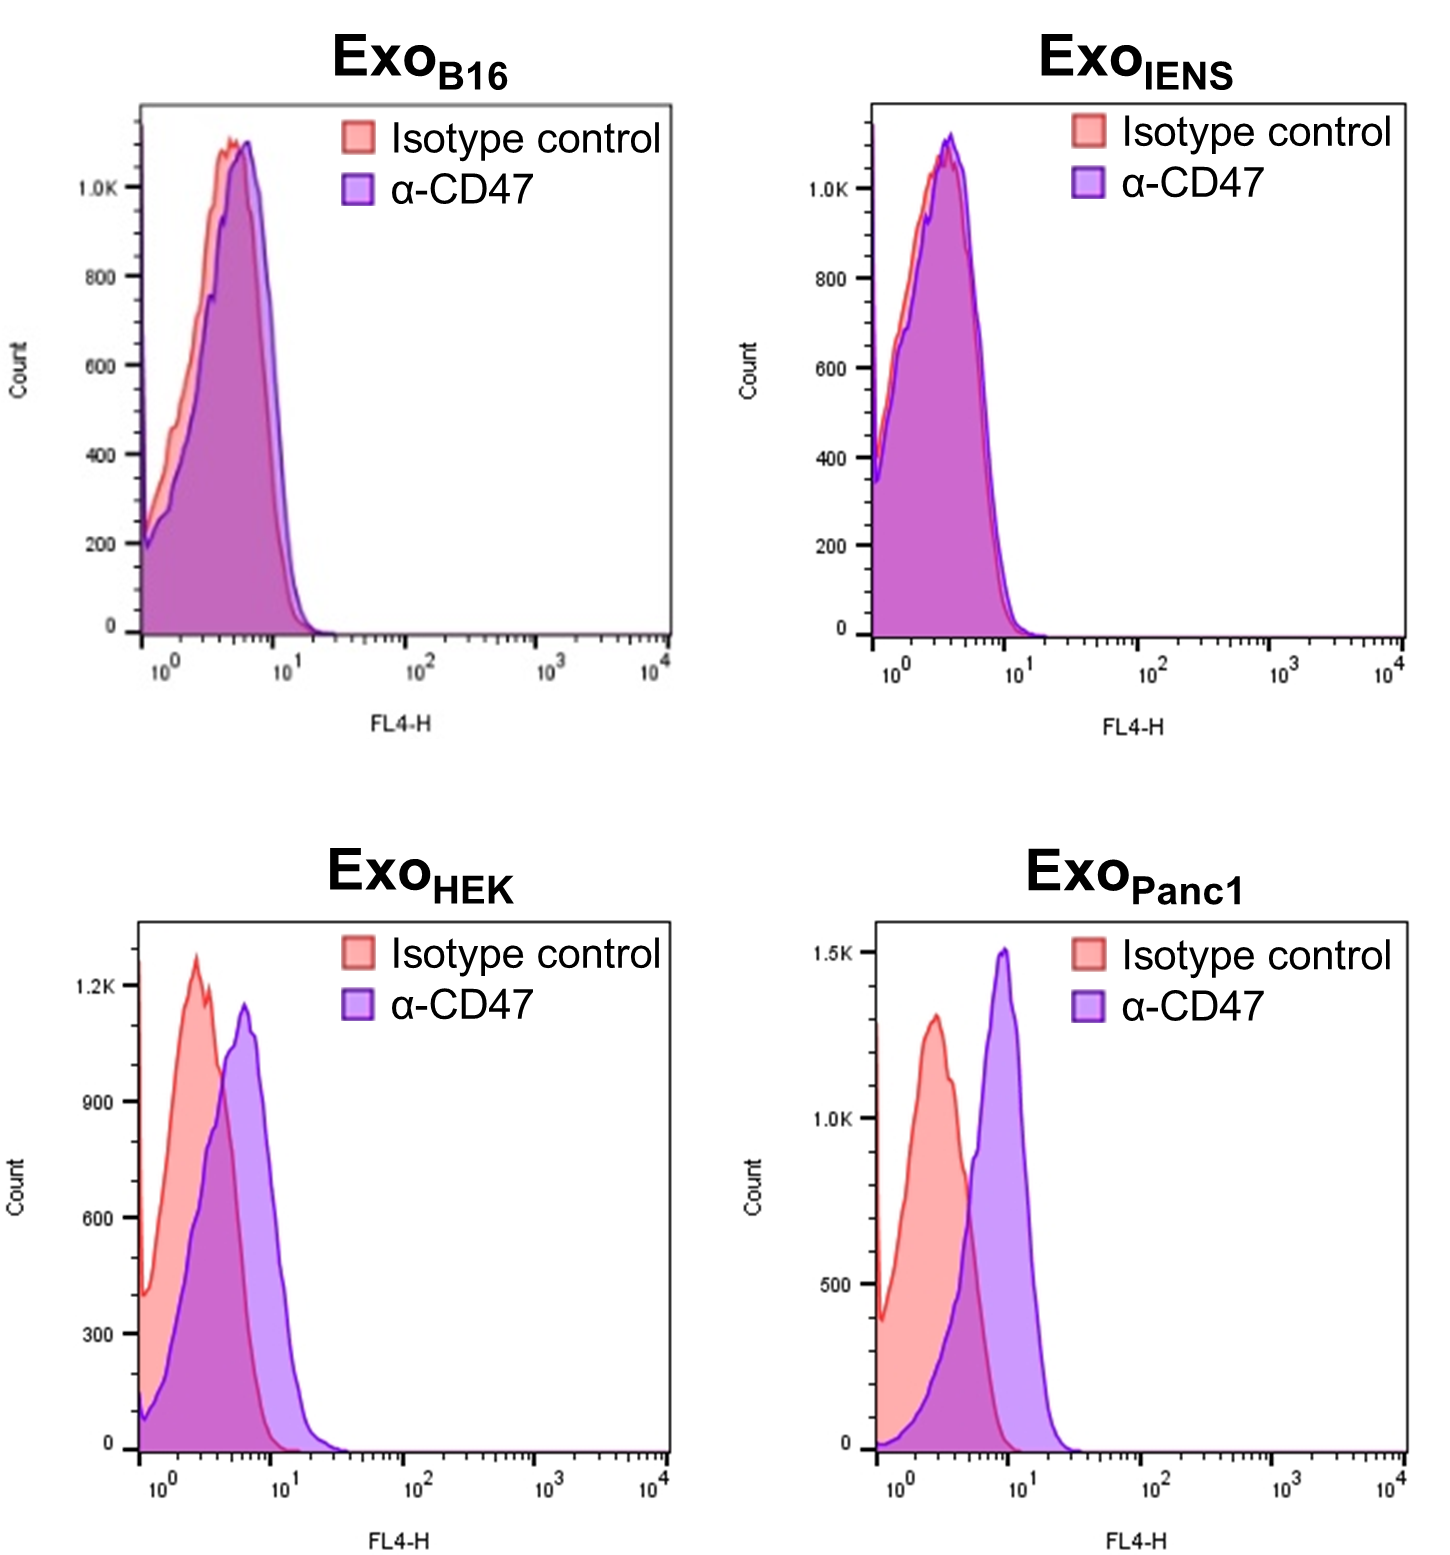 Exo_B16
Isotype control
α-CD47
1.0K
800
600
400
200
0
Count
10^0 10^1 10^2 10^3 10^4
FL4-H
Exo_IENS
Isotype control
α-CD47
1.0K
800
600
400
200
0
Count
10^0 10^1 10^2 10^3 10^4
FL4-H
Exo_HEK
Isotype control
α-CD47
1.2K
900
600
300
0
Count
10^0 10^1 10^2 10^3 10^4
FL4-H
Exo_Panc1
Isotype control
α-CD47
1.5K
1.0K
500
0
Count
10^0 10^1 10^2 10^3 10^4
FL4-H